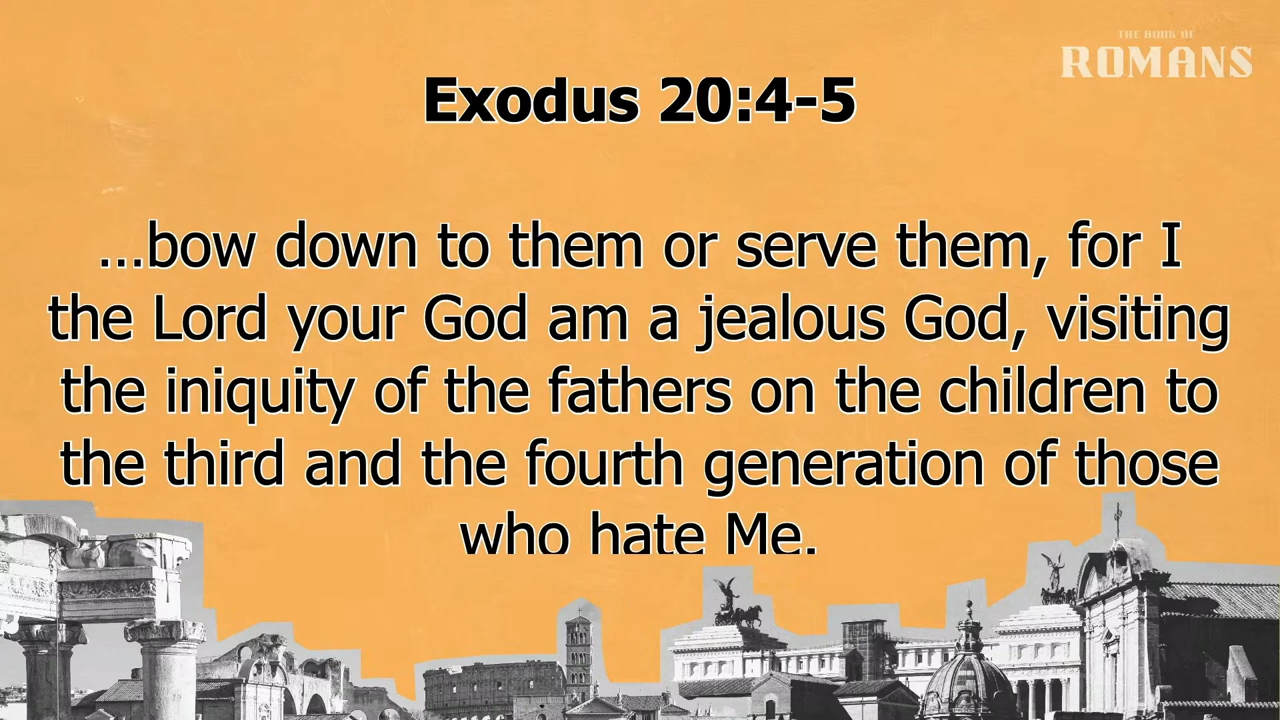 THE BOOK OF
ROMANS
Exodus 20:4-5
...bow down to them or serve them, for I
the Lord your God am a jealous God, visiting
the iniquity of the fathers on the children to
the third and the fourth generation of those
who hate Me.